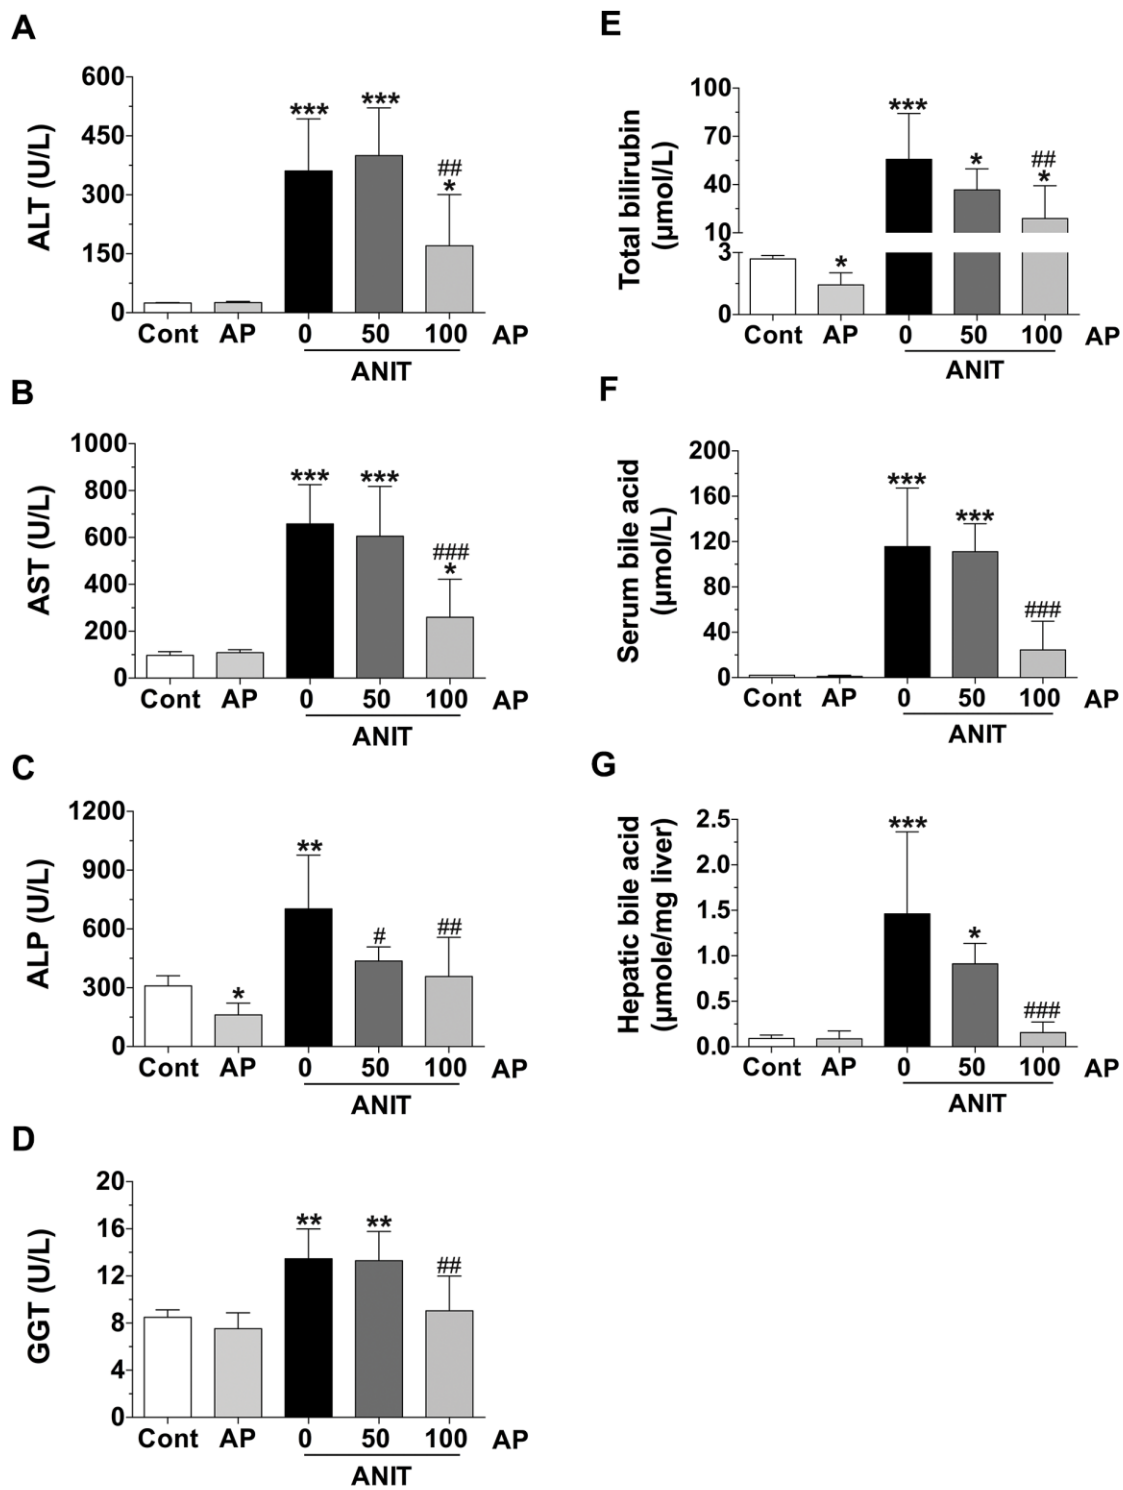 A
ALT (U/L)
600
***
***
450
##
*
300
150
0
Cont AP 0 50 100 AP
ANIT
B
AST (U/L)
1000
***
***
800
###
*
600
400
200
0
Cont AP 0 50 100 AP
ANIT
C
ALP (U/L)
1200
**
900
#
##
600
*
300
0
Cont AP 0 50 100 AP
ANIT
D
GGT (U/L)
20
**
**
16
##
12
8
4
0
Cont AP 0 50 100 AP
ANIT
E
Total bilirubin
(µmol/L)
100
***
70
*
##
*
40
10
3
*
0
Cont AP 0 50 100 AP
ANIT
F
Serum bile acid
(µmol/L)
200
***
160
***
120
80
###
40
0
Cont AP 0 50 100 AP
ANIT
G
Hepatic bile acid
(µmole/mg liver)
2.5
***
2.0
1.5
*
1.0
###
0.5
0.0
Cont AP 0 50 100 AP
ANIT